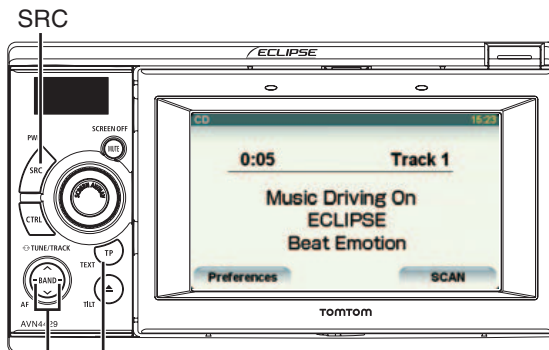 SRC
ECLIPSE
CD 15:23
0:05 Track 1
Music Driving On
ECLIPSE
Beat Emotion
Preferences SCAN
TOMTOM
PWR
SCREEN OFF
MUTE
SRC
CTRL
TUNE/TRACK
TP
TEXT
BAND
AF
TILT
AVN4429